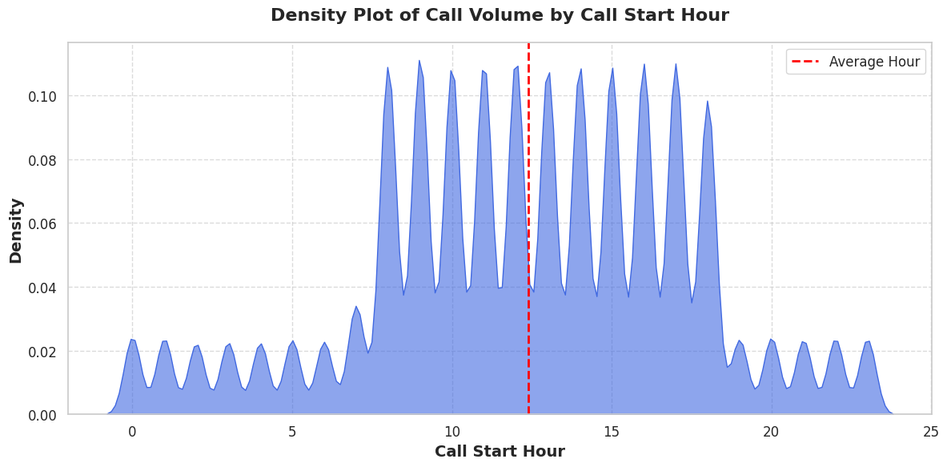 Density Plot of Call Volume by Call Start Hour
Average Hour
Density
0.10
0.08
0.06
0.04
0.02
0.00
0 5 10 15 20 25
Call Start Hour